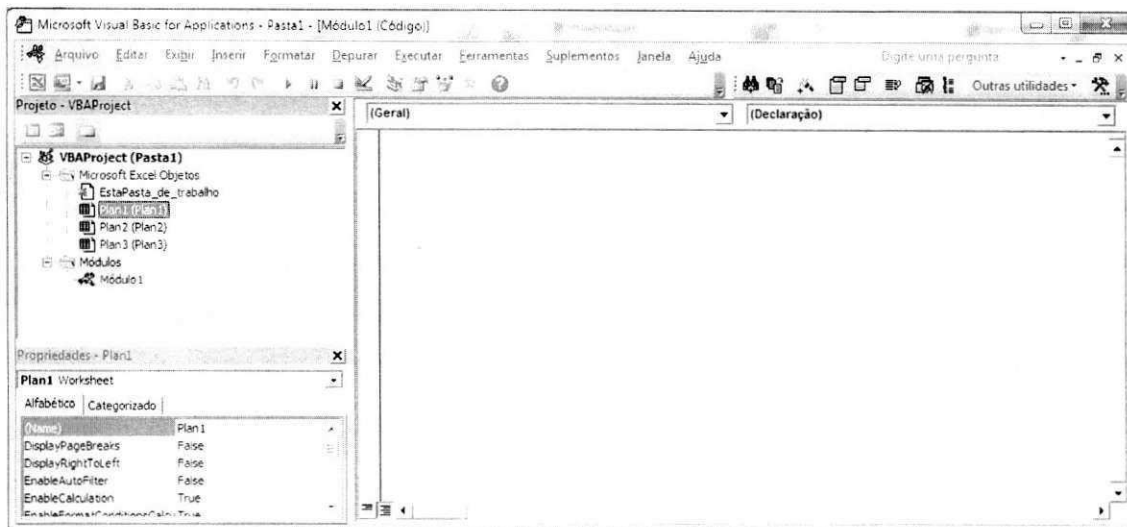 Microsoft Visual Basic for Applications - Pasta1 - [Módulo1 (Código)]
Arquivo Editar Exibir Inserir Formatar Depurar Executar Ferramentas Suplementos Janela Ajuda Digite uma pergunta
Outras utilidades
Projeto - VBAProject
(Geral) (Declaração)
VBAProject (Pasta1)
Microsoft Excel Objetos
EstaPasta_de_trabalho
Plan1 (Plan1)
Plan2 (Plan2)
Plan3 (Plan3)
Módulos
Módulo1
Propriedades - Plan1
Plan1 Worksheet
Alfabético Categorizado
(Name) Plan1
DisplayPageBreaks False
DisplayRightToLeft False
EnableAutoFilter False
EnableCalculation True